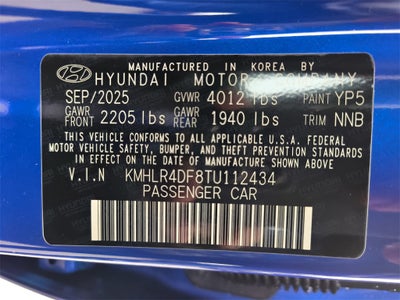 MANUFACTURED IN KOREA BY
HYUNDAI MOTOR COMPANY
SEP/2025 GVWR 4012 lbs PAINT YP5
GAWR FRONT 2205 lbs GAWR REAR 1940 lbs TRIM NNB
THIS VEHICLE CONFORMS TO ALL APPLICABLE U.S.A. FEDERAL
MOTOR VEHICLE SAFETY, BUMPER, AND THEFT PREVENTION
STANDARDS IN EFFECT ON THE DATE OF MANUFACTURE SHOWN ABOVE.
V.I.N KMHLR4DF8TU112434
PASSENGER CAR